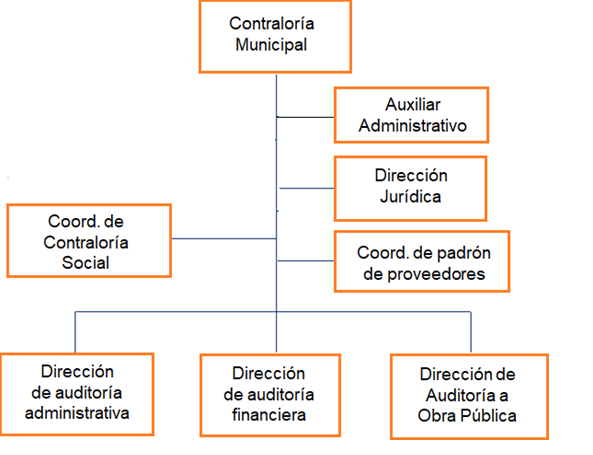 Contraloría
Municipal
Auxiliar
Administrativo
Dirección
Jurídica
Coord. de
Contraloría
Social
Coord. de padrón
de proveedores
Dirección
de auditoría
administrativa
Dirección
de auditoría
financiera
Dirección de
Auditoría a
Obra Pública